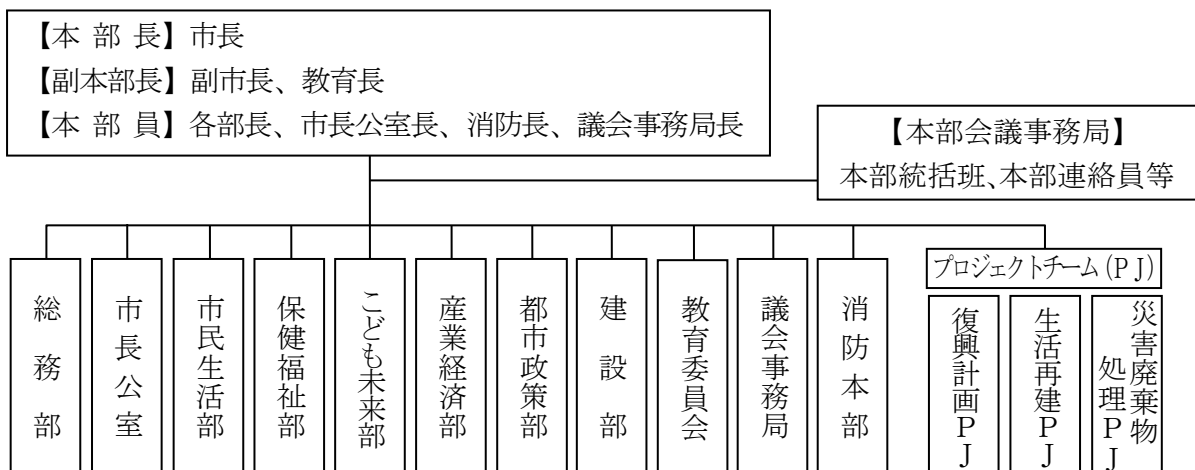 【本 部 長】市長
【副本部長】副市長、教育長
【本 部 員】各部長、市長公室長、消防長、議会事務局長
【本部会議事務局】
本部統括班、本部連絡員等
総務部
市長公室
市民生活部
保健福祉部
こども未来部
産業経済部
都市政策部
建設部
教育委員会
議会事務局
消防本部
プロジェクトチーム(PJ)
復興計画PJ
生活再建PJ
災害廃棄物
処理PJ